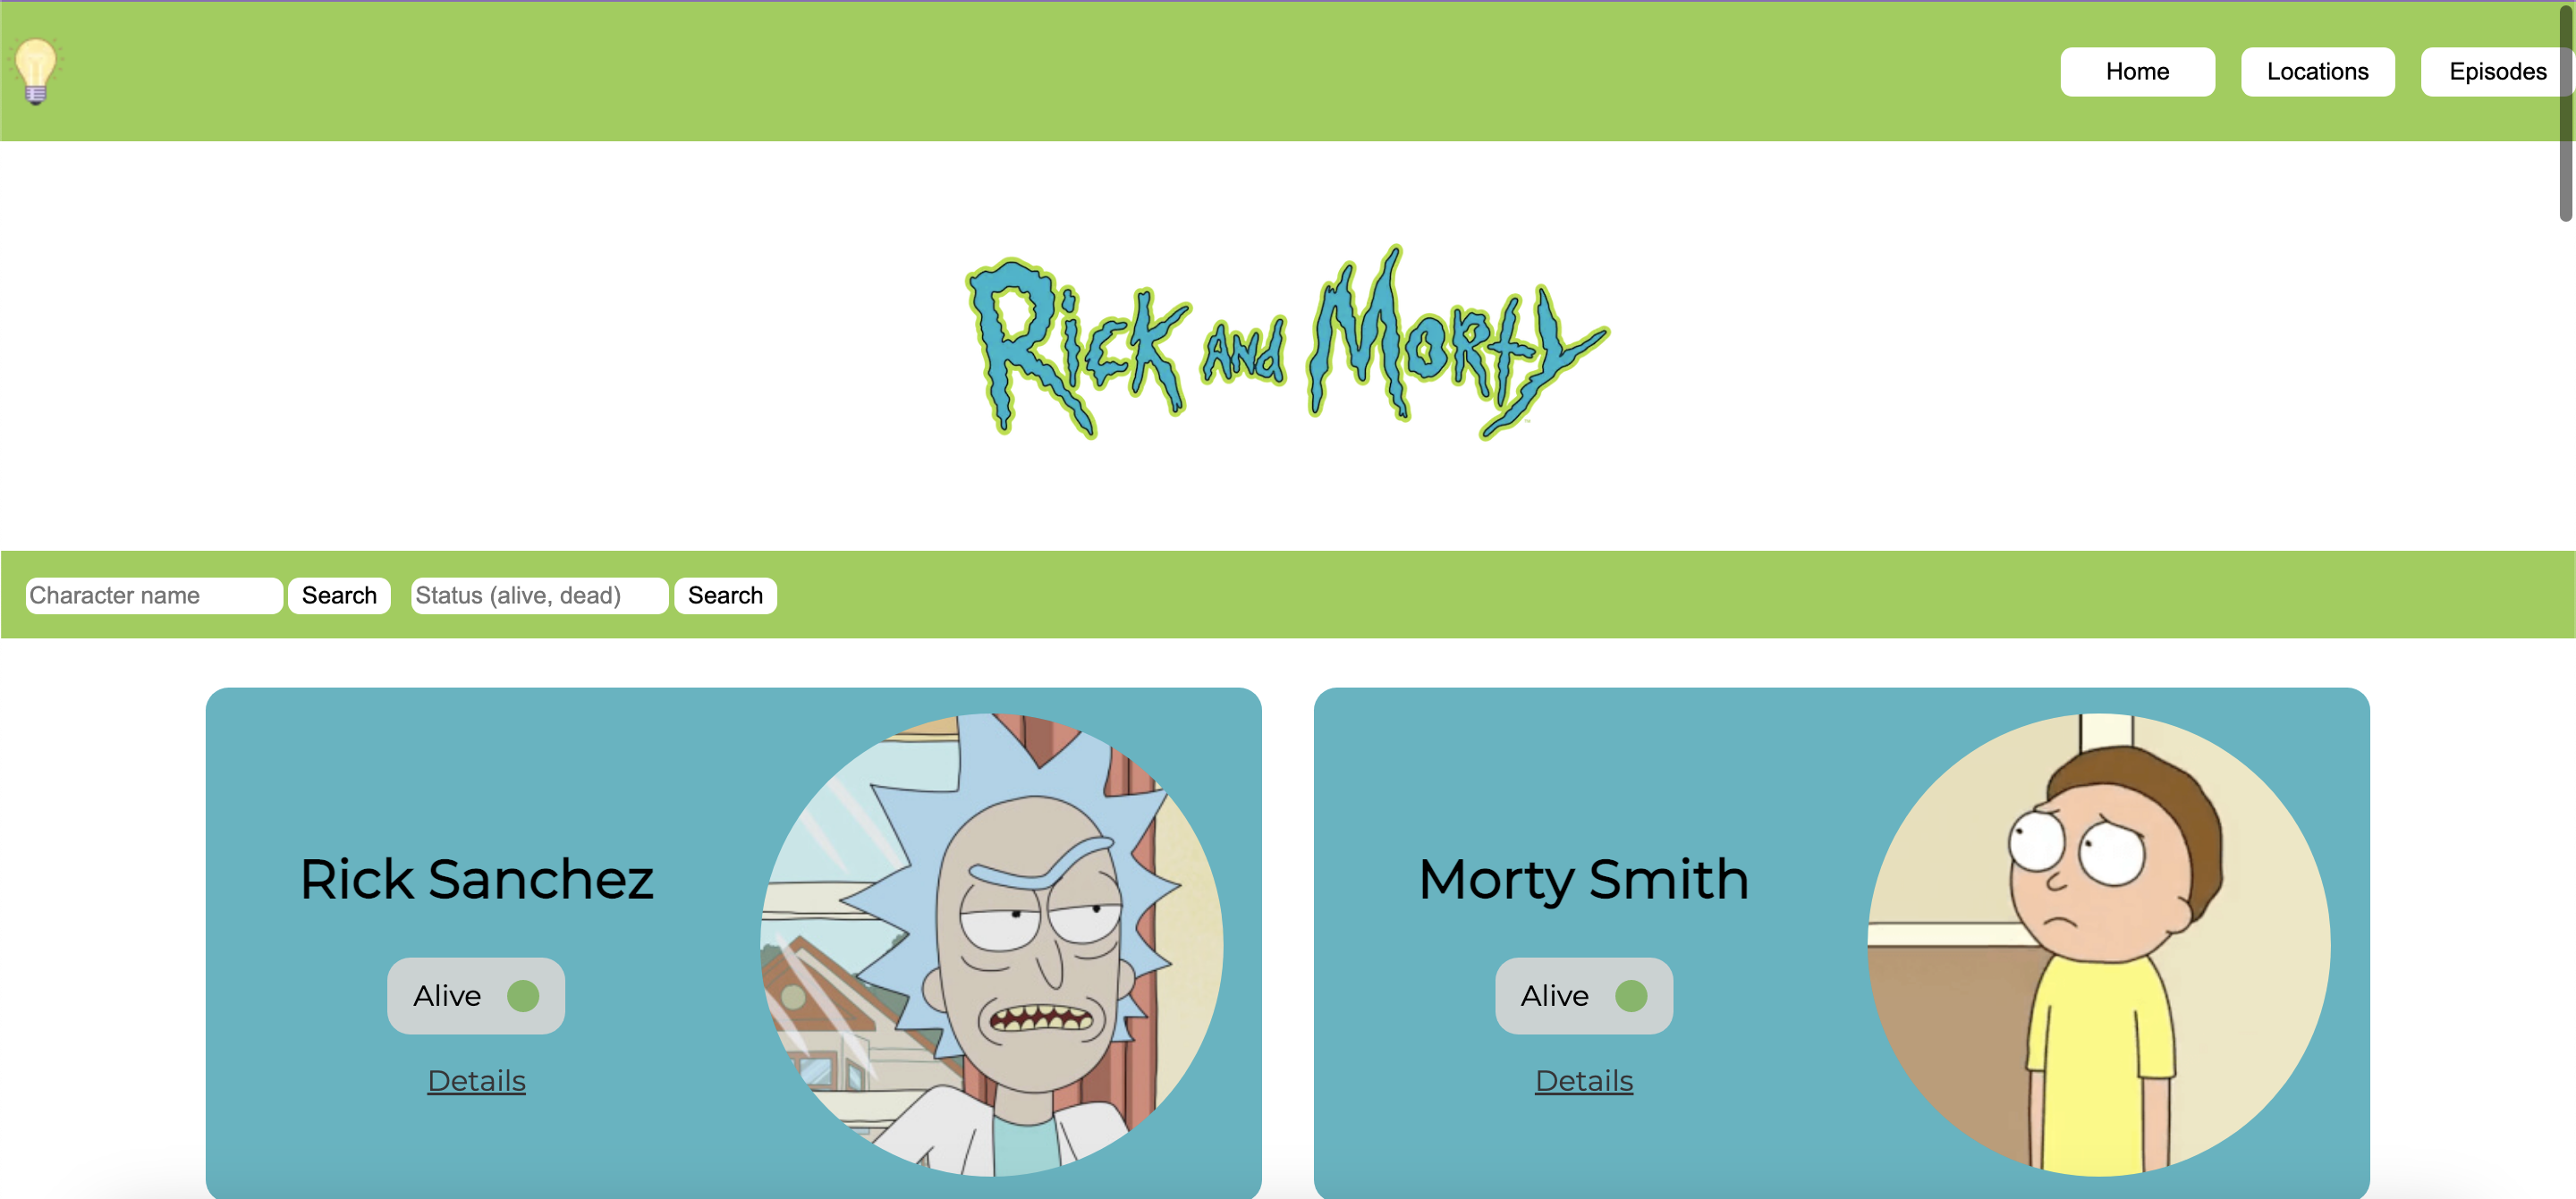 Home Locations Episodes
Rick and Morty
Character name Search Status (alive, dead) Search
Rick Sanchez
Alive
Details
Morty Smith
Alive
Details